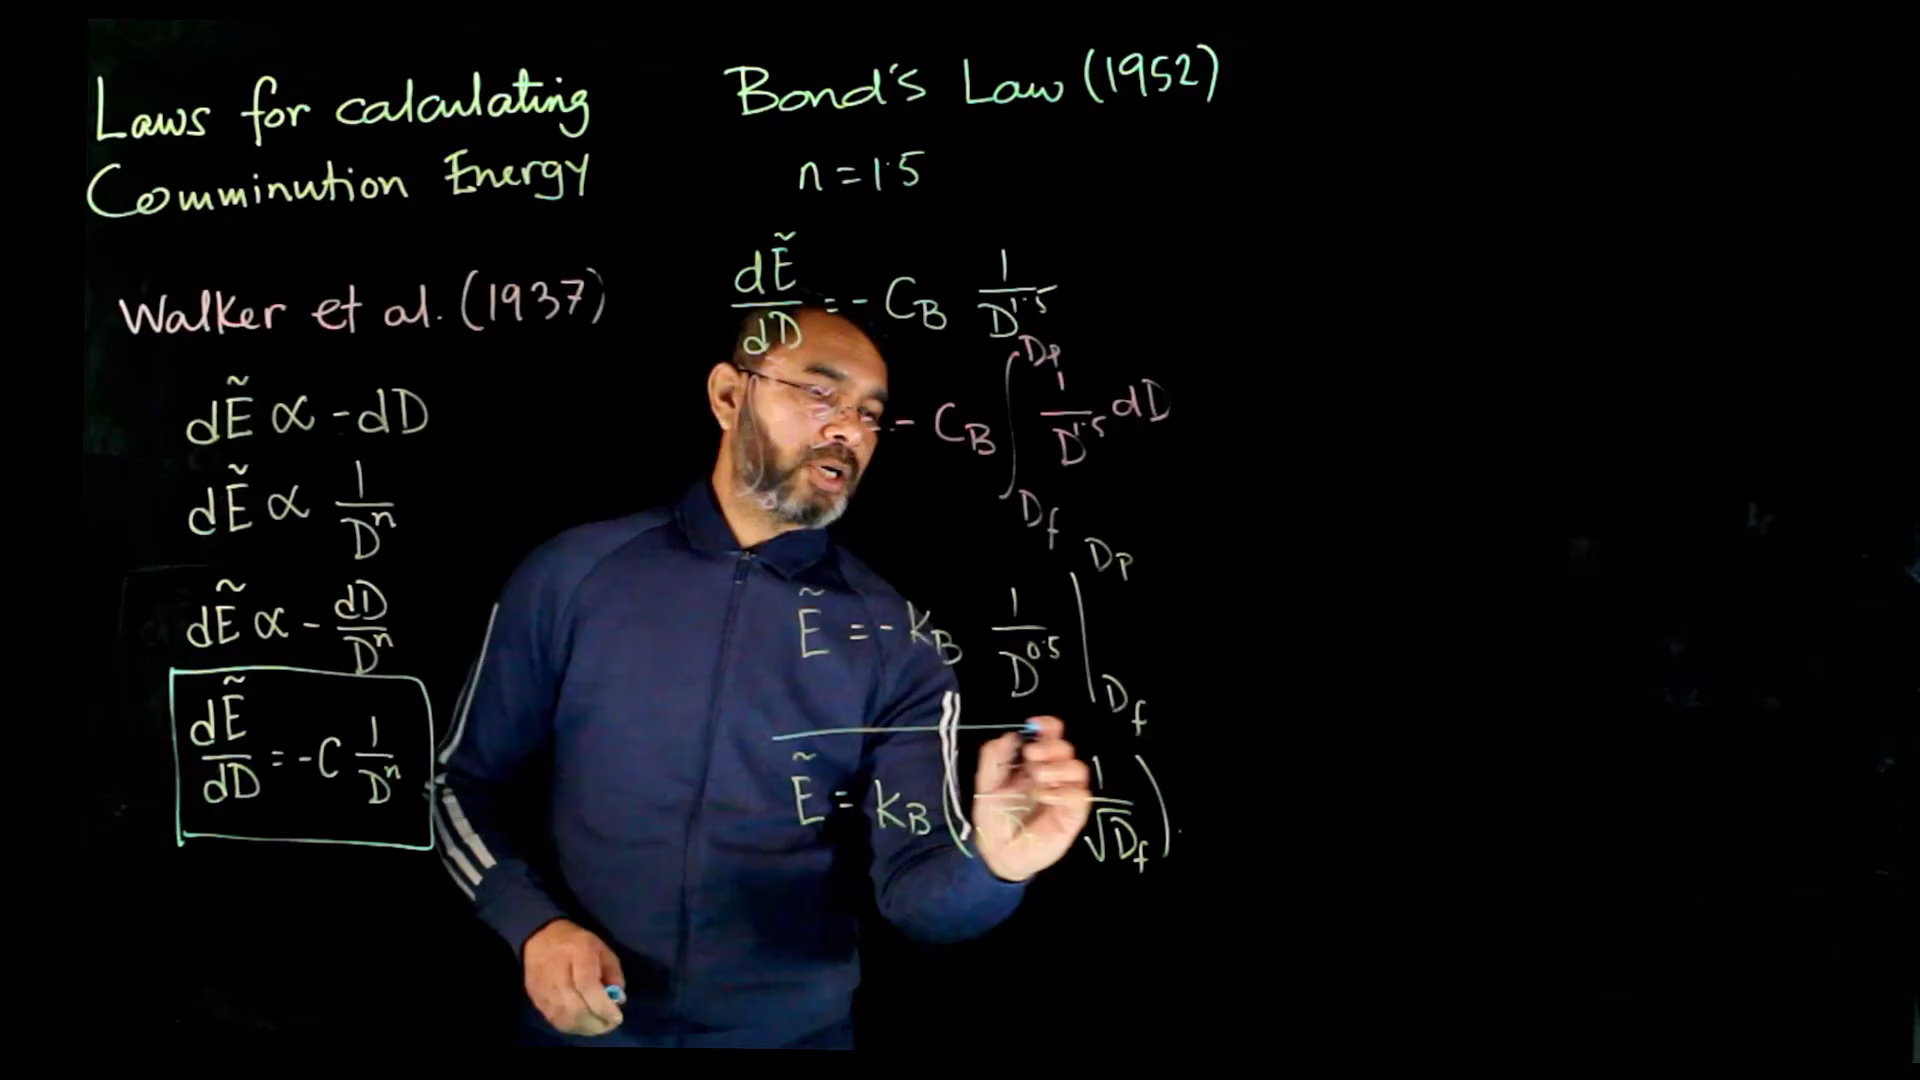 Laws for calculating
Comminution Energy
Walker et al. (1937)
dẼ ∝ -dD
dẼ ∝ 1/Dⁿ
dẼ ∝ - dD/Dⁿ
dẼ/dD = -C 1/Dⁿ
Bond's Law (1952)
n = 1.5
dẼ/dD = - C_B 1/D^1.5
- C_B ∫_Df^Dp 1/D^1.5 dD
Ẽ = - K_B 1/D^0.5 |_Df^Dp
Ẽ = K_B ( 1/√Df ).